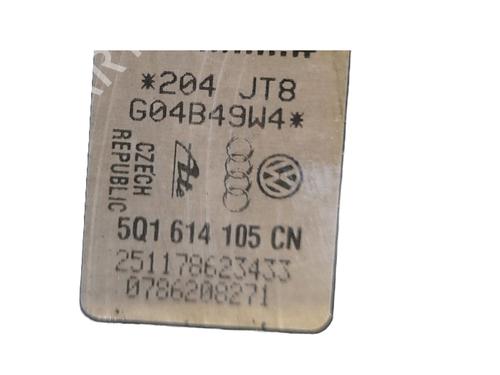 *204 JT8
G04B49W4*
CZECH
REPUBLIC
Ate
5Q1 614 105 CN
251178623433
0786208271